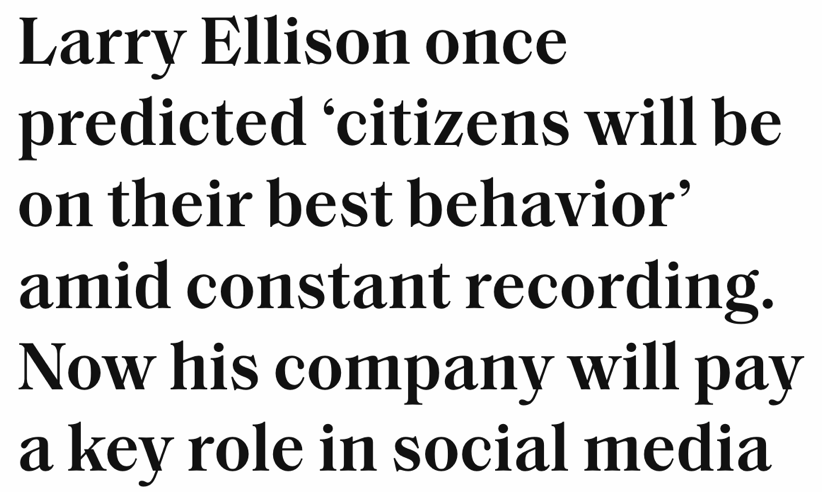 Larry Ellison once
predicted ‘citizens will be
on their best behavior’
amid constant recording.
Now his company will pay
a key role in social media